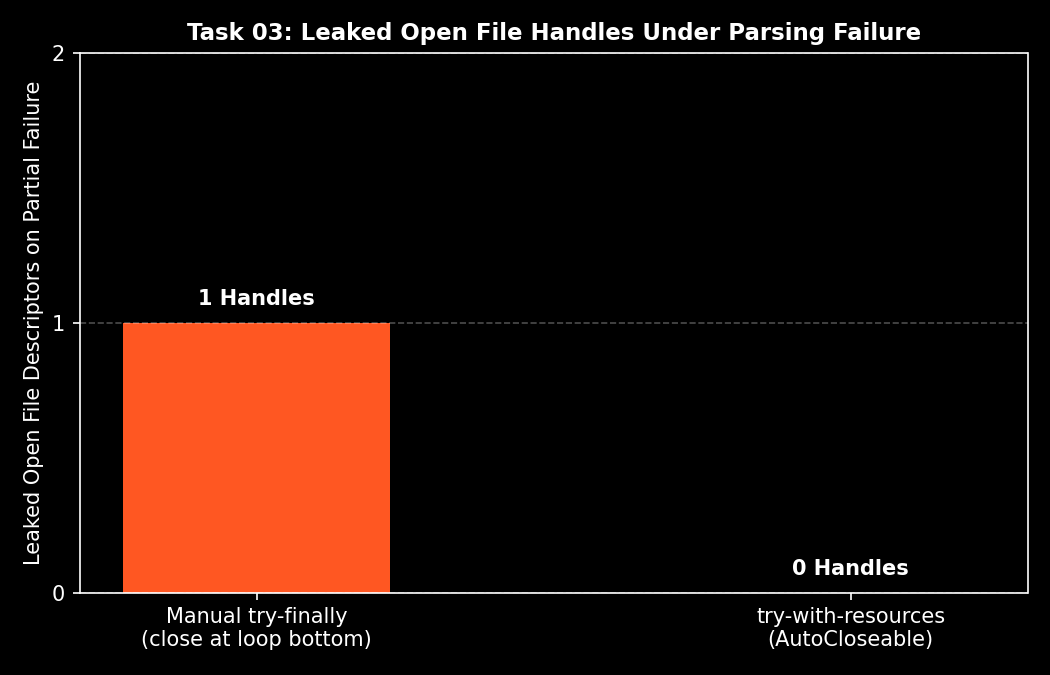 Task 03: Leaked Open File Handles Under Parsing Failure
Leaked Open File Descriptors on Partial Failure
2
1
0
1 Handles
0 Handles
Manual try-finally
(close at loop bottom)
try-with-resources
(AutoCloseable)